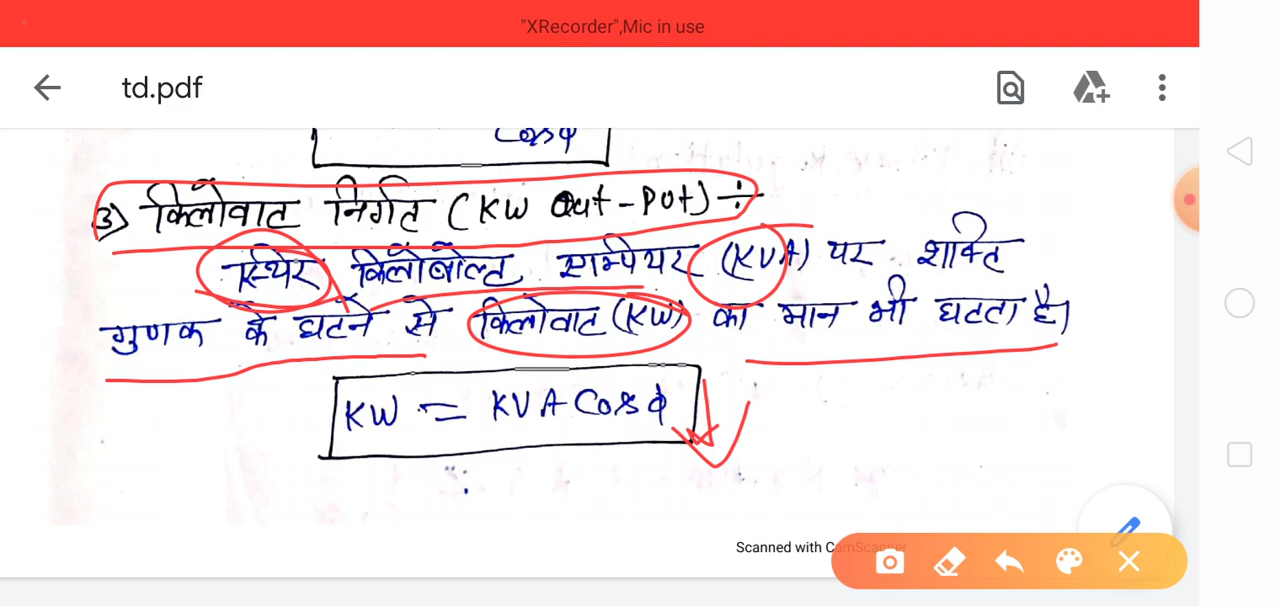 "XRecorder",Mic in use
td.pdf
Cosφ
3) किलोवाट निर्गत (KW Out-Put) ÷
स्थिर किलोवोल्ट एम्पियर (KVA) पर शक्ति
गुणक के घटने से किलोवाट (KW) का मान भी घटता है।
KW = KVA Cosφ
Scanned with CamScanner